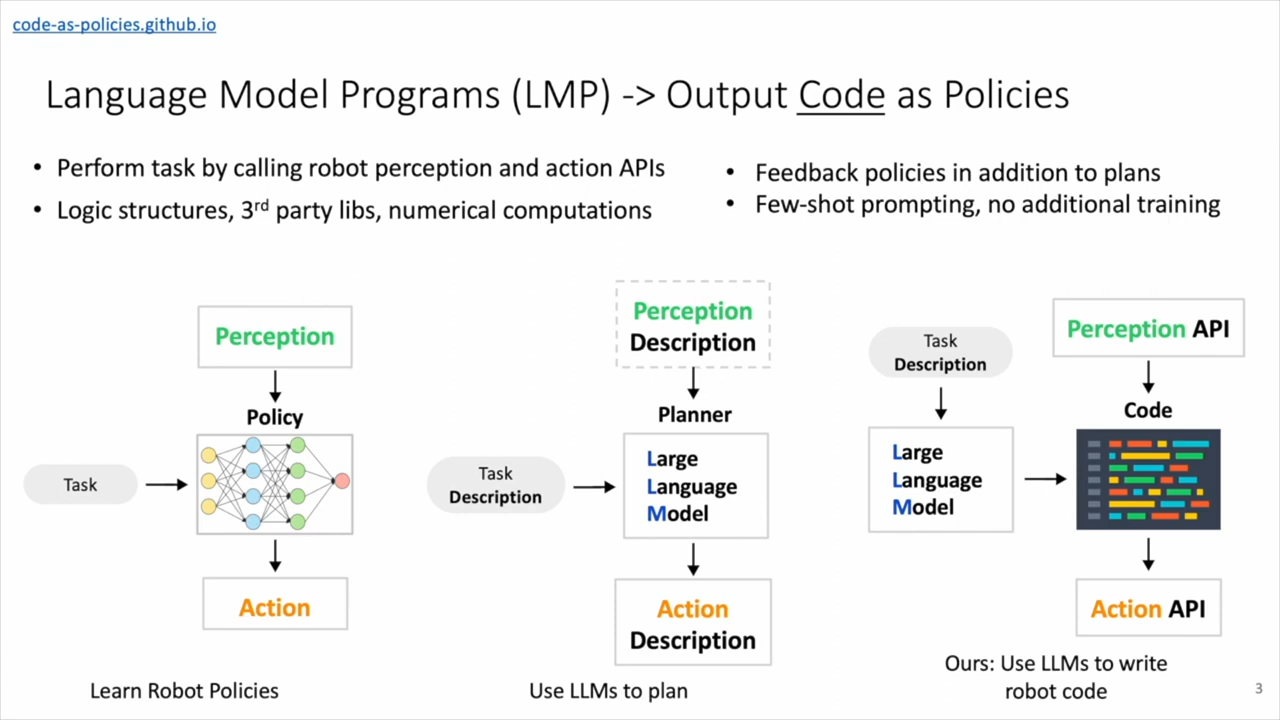 code-as-policies.github.io
Language Model Programs (LMP) -> Output Code as Policies
• Perform task by calling robot perception and action APIs
• Logic structures, 3rd party libs, numerical computations
• Feedback policies in addition to plans
• Few-shot prompting, no additional training
Perception
Policy
Task
Action
Learn Robot Policies
Perception
Description
Planner
Task
Description
Large
Language
Model
Action
Description
Use LLMs to plan
Task
Description
Large
Language
Model
Perception API
Code
Action API
Ours: Use LLMs to write
robot code
3